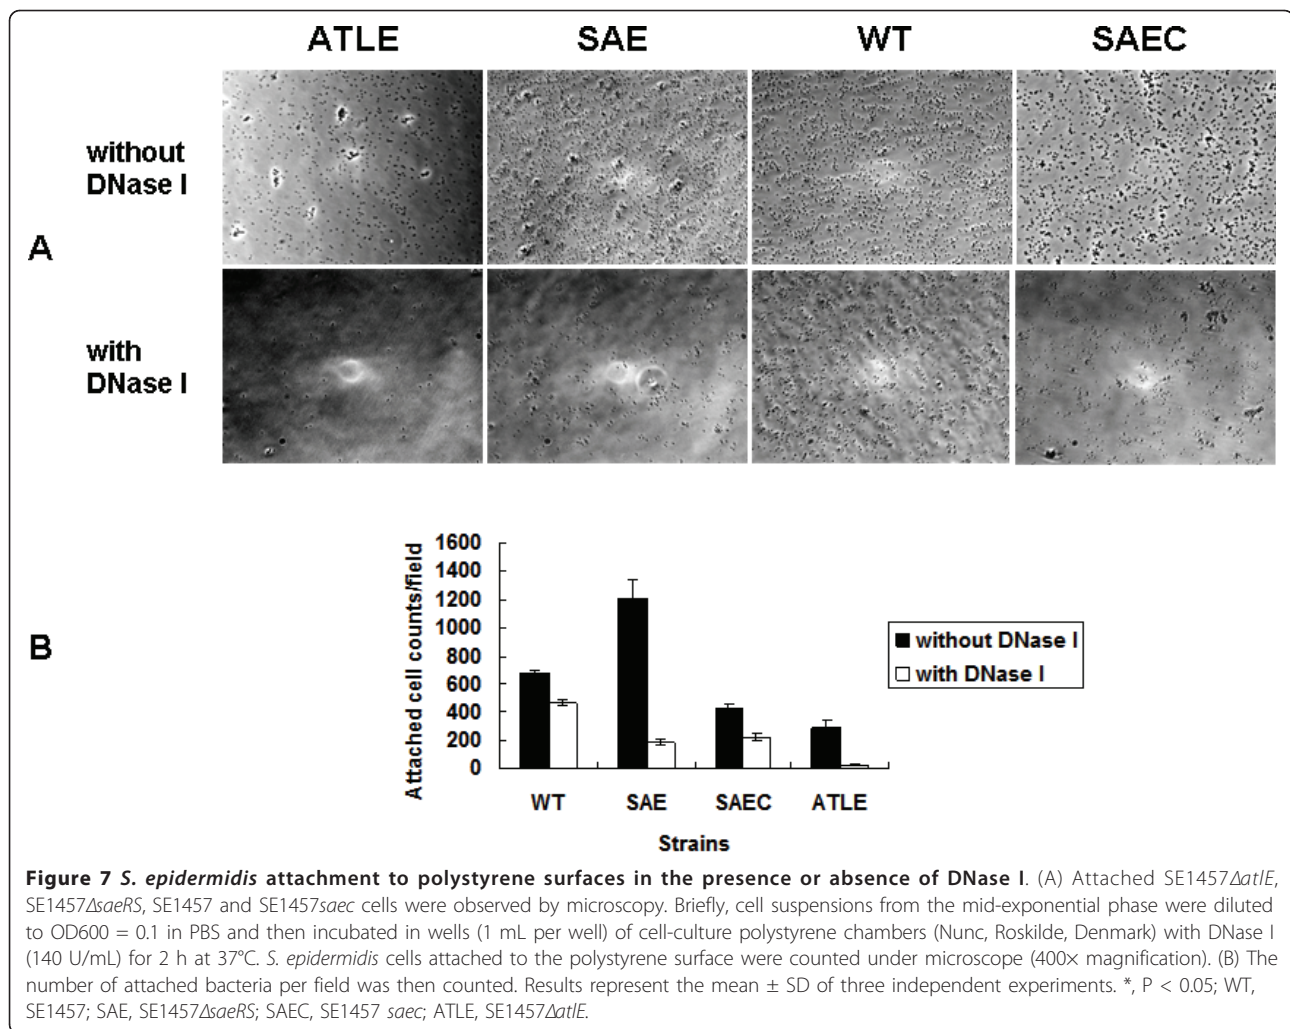 ATLE SAE WT SAEC
without
DNase I
A
with
DNase I
B
Attached cell counts/field
1600
1400
1200
1000
800
600
400
200
0
WT SAE SAEC ATLE
Strains
without DNase I
with DNase I
Figure 7 S. epidermidis attachment to polystyrene surfaces in the presence or absence of DNase I. (A) Attached SE1457ΔatlE,
SE1457ΔsaeRS, SE1457 and SE1457saec cells were observed by microscopy. Briefly, cell suspensions from the mid-exponential phase were diluted
to OD600 = 0.1 in PBS and then incubated in wells (1 mL per well) of cell-culture polystyrene chambers (Nunc, Roskilde, Denmark) with DNase I
(140 U/mL) for 2 h at 37°C. S. epidermidis cells attached to the polystyrene surface were counted under microscope (400× magnification). (B) The
number of attached bacteria per field was then counted. Results represent the mean ± SD of three independent experiments. *, P < 0.05; WT,
SE1457; SAE, SE1457ΔsaeRS; SAEC, SE1457 saec; ATLE, SE1457ΔatlE.